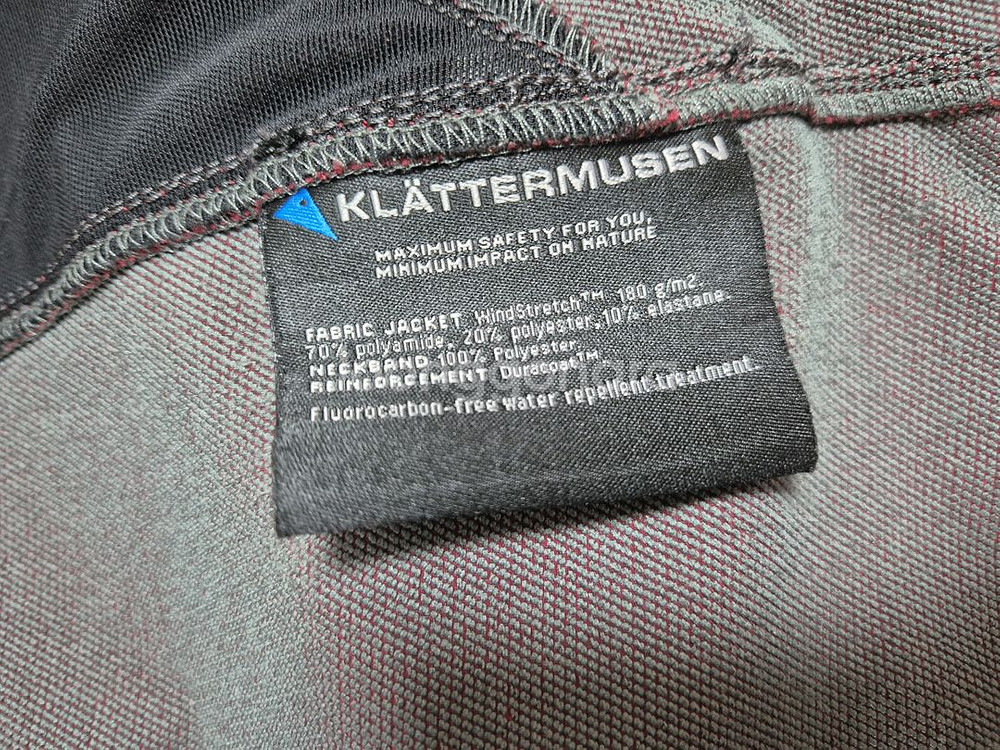 KLÄTTERMUSEN
MAXIMUM SAFETY FOR YOU,
MINIMUM IMPACT ON NATURE
FABRIC JACKET WindStretch™ 180 g/m2.
70% polyamide, 20% polyester, 10% elastane.
NECKBAND 100% Polyester.
REINFORCEMENT Duracoat™.
Fluorocarbon-free water repellent treatment.